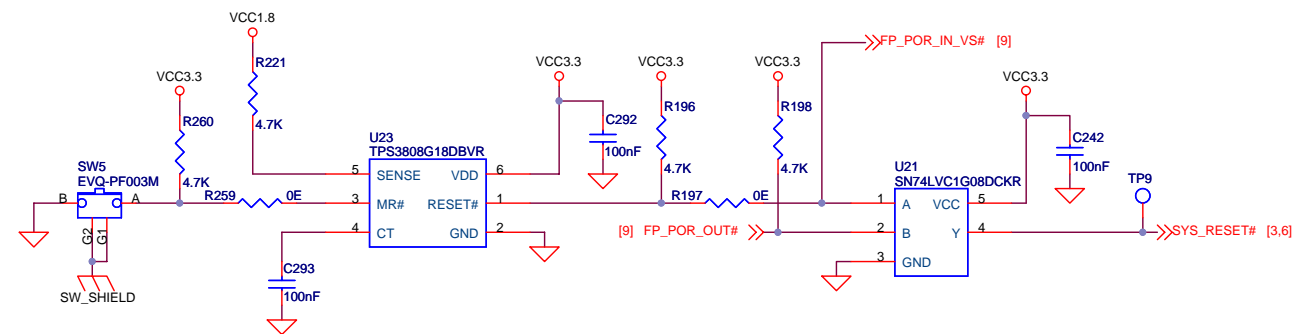 VCC1.8
FP_POR_IN_VS# [9]
R221
VCC3.3
VCC3.3
VCC3.3
VCC3.3
VCC3.3
R260
4.7K
C292
100nF
R196
R198
U23
TPS3808G18DBVR
C242
100nF
SW5
EVQ-PF003M
4.7K
R259
0E
5
SENSE
VDD
6
4.7K
4.7K
U21
SN74LVC1G08DCKR
TP9
B
A
3
MR#
RESET#
1
R197
0E
1
A
VCC
5
G2
G1
4
CT
GND
2
[9] FP_POR_OUT#
2
B
Y
4
SYS_RESET# [3,6]
3
GND
C293
100nF
SW_SHIELD